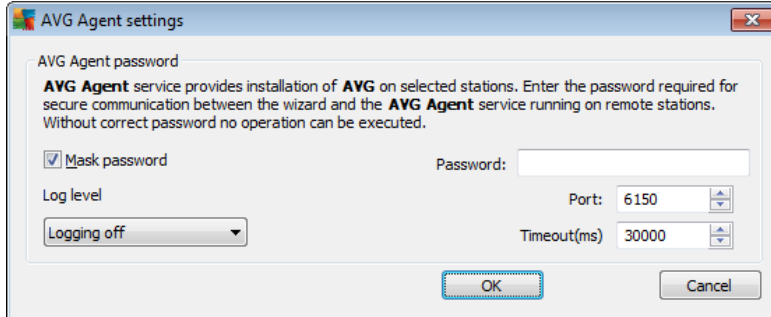 AVG Agent settings
AVG Agent password
AVG Agent service provides installation of AVG on selected stations. Enter the password required for
secure communication between the wizard and the AVG Agent service running on remote stations.
Without correct password no operation can be executed.
Mask password
Password:
Log level
Port: 6150
Logging off
Timeout(ms) 30000
OK
Cancel